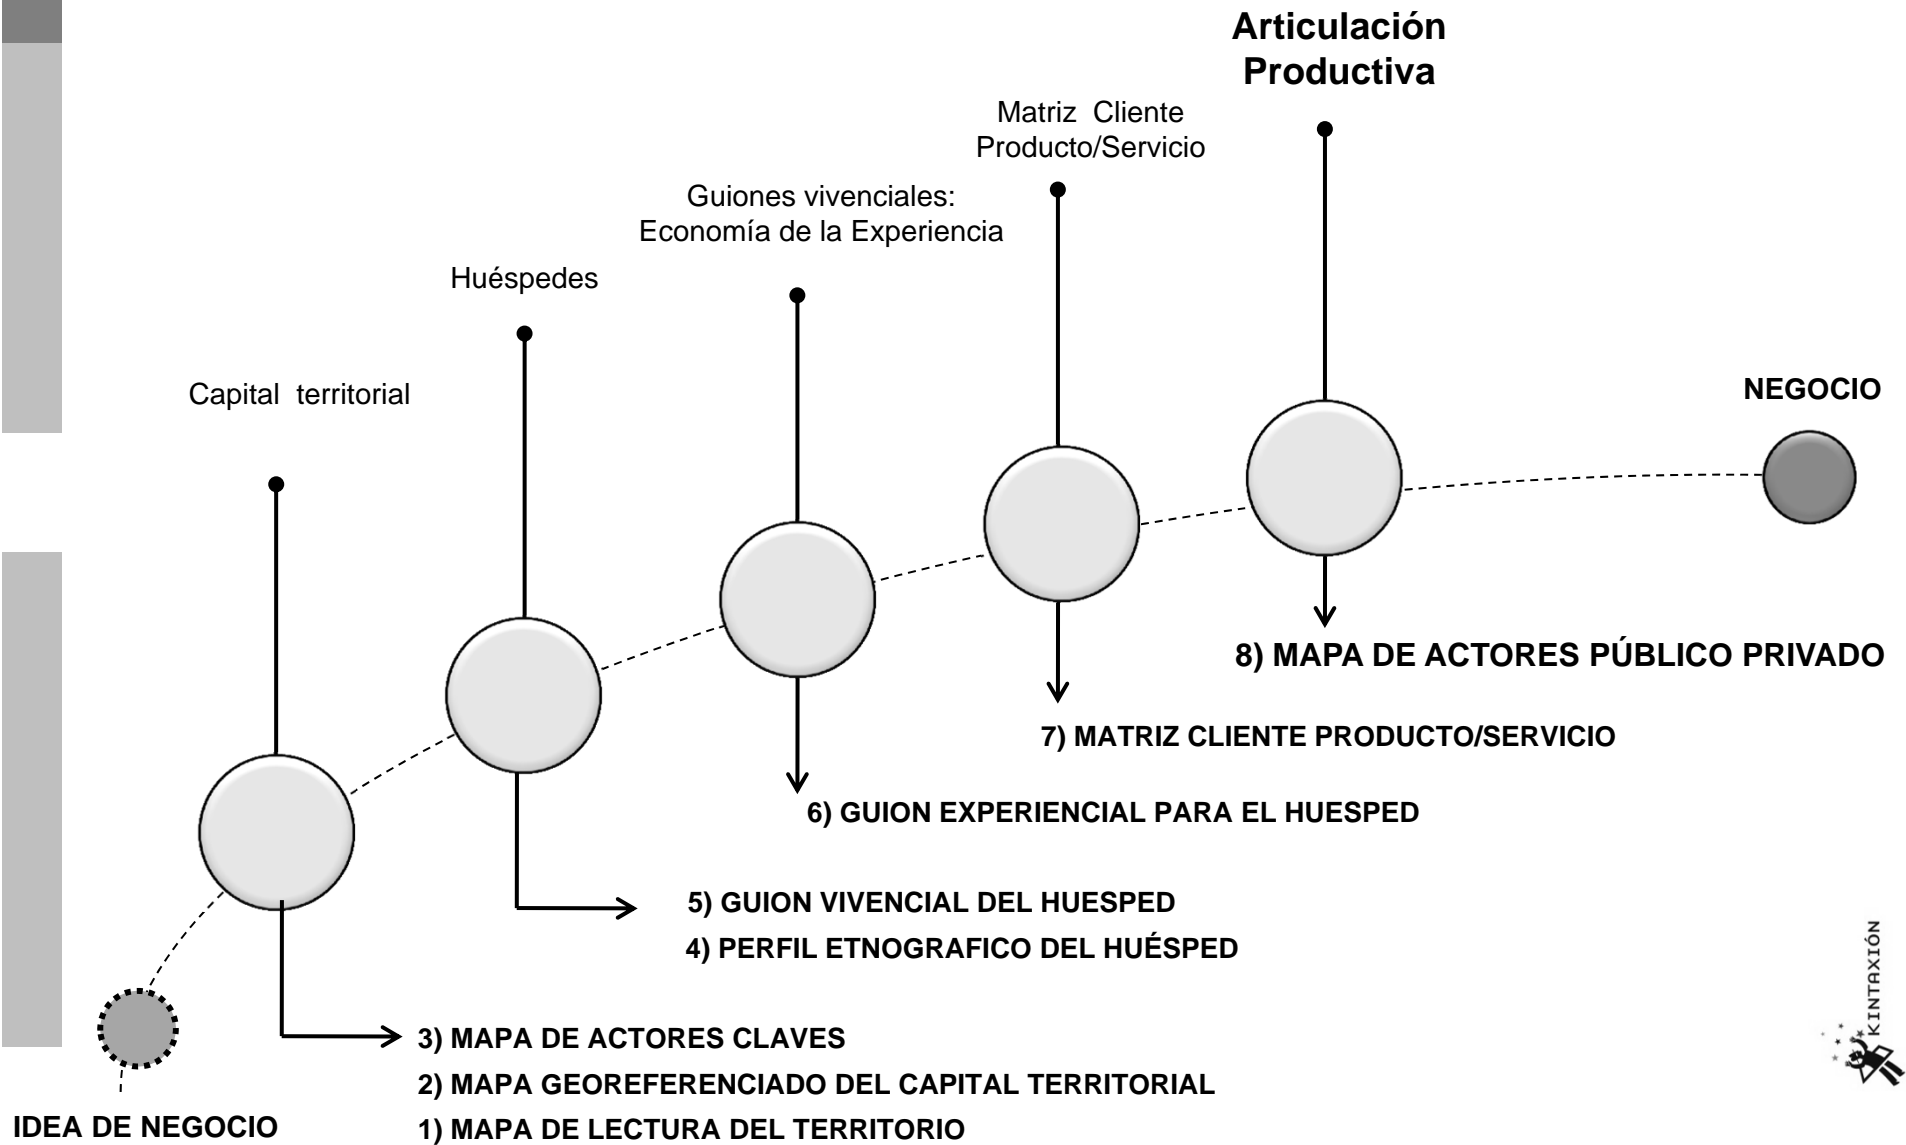 Articulación
Productiva
Matriz Cliente
Producto/Servicio
Guiones vivenciales:
Economía de la Experiencia
Huéspedes
Capital territorial
NEGOCIO
8) MAPA DE ACTORES PÚBLICO PRIVADO
7) MATRIZ CLIENTE PRODUCTO/SERVICIO
6) GUION EXPERIENCIAL PARA EL HUESPED
5) GUION VIVENCIAL DEL HUESPED
4) PERFIL ETNOGRAFICO DEL HUÉSPED
3) MAPA DE ACTORES CLAVES
2) MAPA GEOREFERENCIADO DEL CAPITAL TERRITORIAL
1) MAPA DE LECTURA DEL TERRITORIO
IDEA DE NEGOCIO
KINTAXIÓN